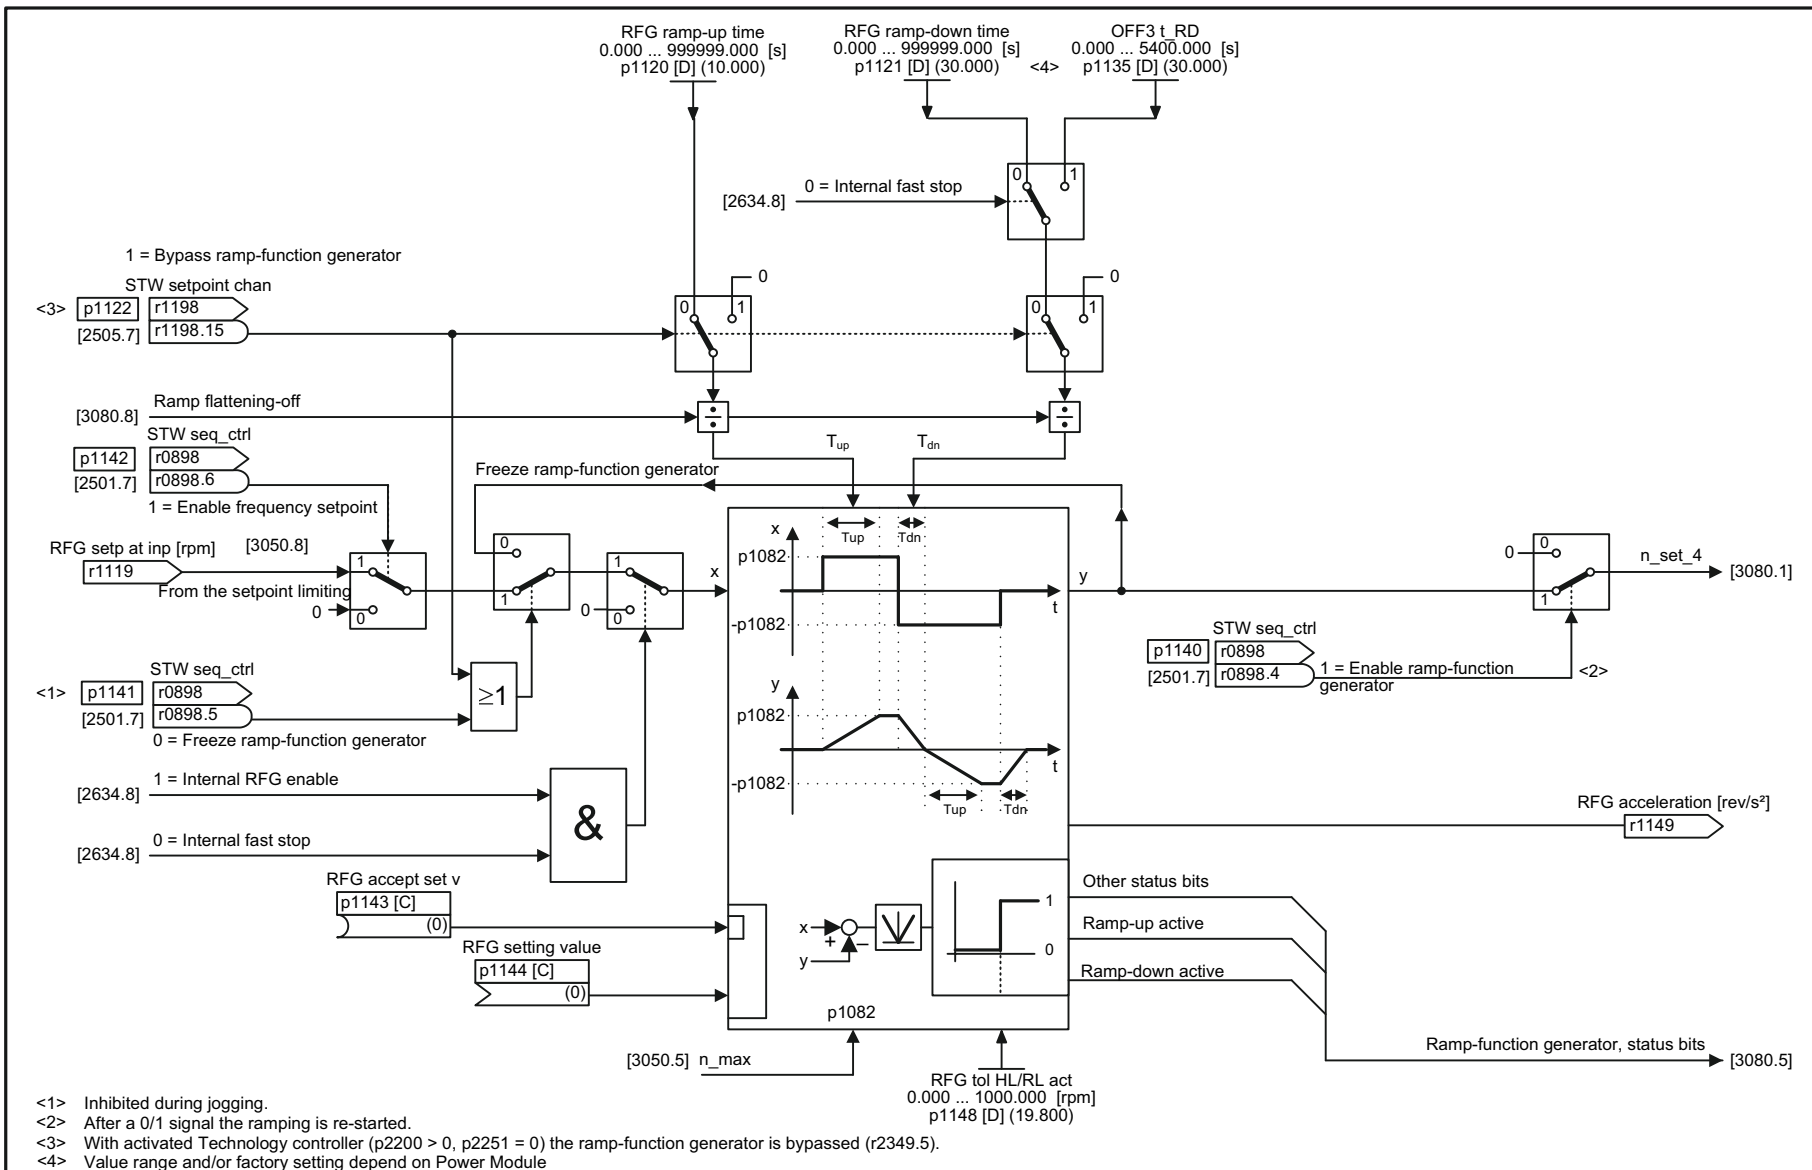 RFG ramp-up time
0.000 ... 999999.000 [s]
p1120 [D] (10.000)
RFG ramp-down time
0.000 ... 999999.000 [s]
p1121 [D] (30.000)
<4>
OFF3 t_RD
0.000 ... 5400.000 [s]
p1135 [D] (30.000)
0 1
[2634.8] 0 = Internal fast stop
1 = Bypass ramp-function generator
STW setpoint chan
<3> p1122 r1198
[2505.7] r1198.15
0 1 0
0 1 0
[3080.8] Ramp flattening-off
÷ ÷
STW seq_ctrl
p1142 r0898
[2501.7] r0898.6
1 = Enable frequency setpoint
Tup Tdn
Freeze ramp-function generator
RFG setp at inp [rpm] [3050.8]
r1119
From the setpoint limiting
1
0 0
0
1
1
0 0
x
x
Tup Tdn
p1082
-p1082
t
y
y
p1082
-p1082
t
Tup Tdn
0 0
1
n_set_4
[3080.1]
STW seq_ctrl
p1140 r0898
[2501.7] r0898.4
1 = Enable ramp-function
generator
<2>
STW seq_ctrl
<1> p1141 r0898
[2501.7] r0898.5
0 = Freeze ramp-function generator
≥1
1 = Internal RFG enable
[2634.8]
0 = Internal fast stop
[2634.8]
&
RFG acceleration [rev/s²]
r1149
RFG accept set v
p1143 [C]
(0)
RFG setting value
p1144 [C]
(0)
x
+ −
y
1
0
Other status bits
Ramp-up active
Ramp-down active
p1082
[3050.5] n_max
RFG tol HL/RL act
0.000 ... 1000.000 [rpm]
p1148 [D] (19.800)
Ramp-function generator, status bits
[3080.5]
<1> Inhibited during jogging.
<2> After a 0/1 signal the ramping is re-started.
<3> With activated Technology controller (p2200 > 0, p2251 = 0) the ramp-function generator is bypassed (r2349.5).
<4> Value range and/or factory setting depend on Power Module